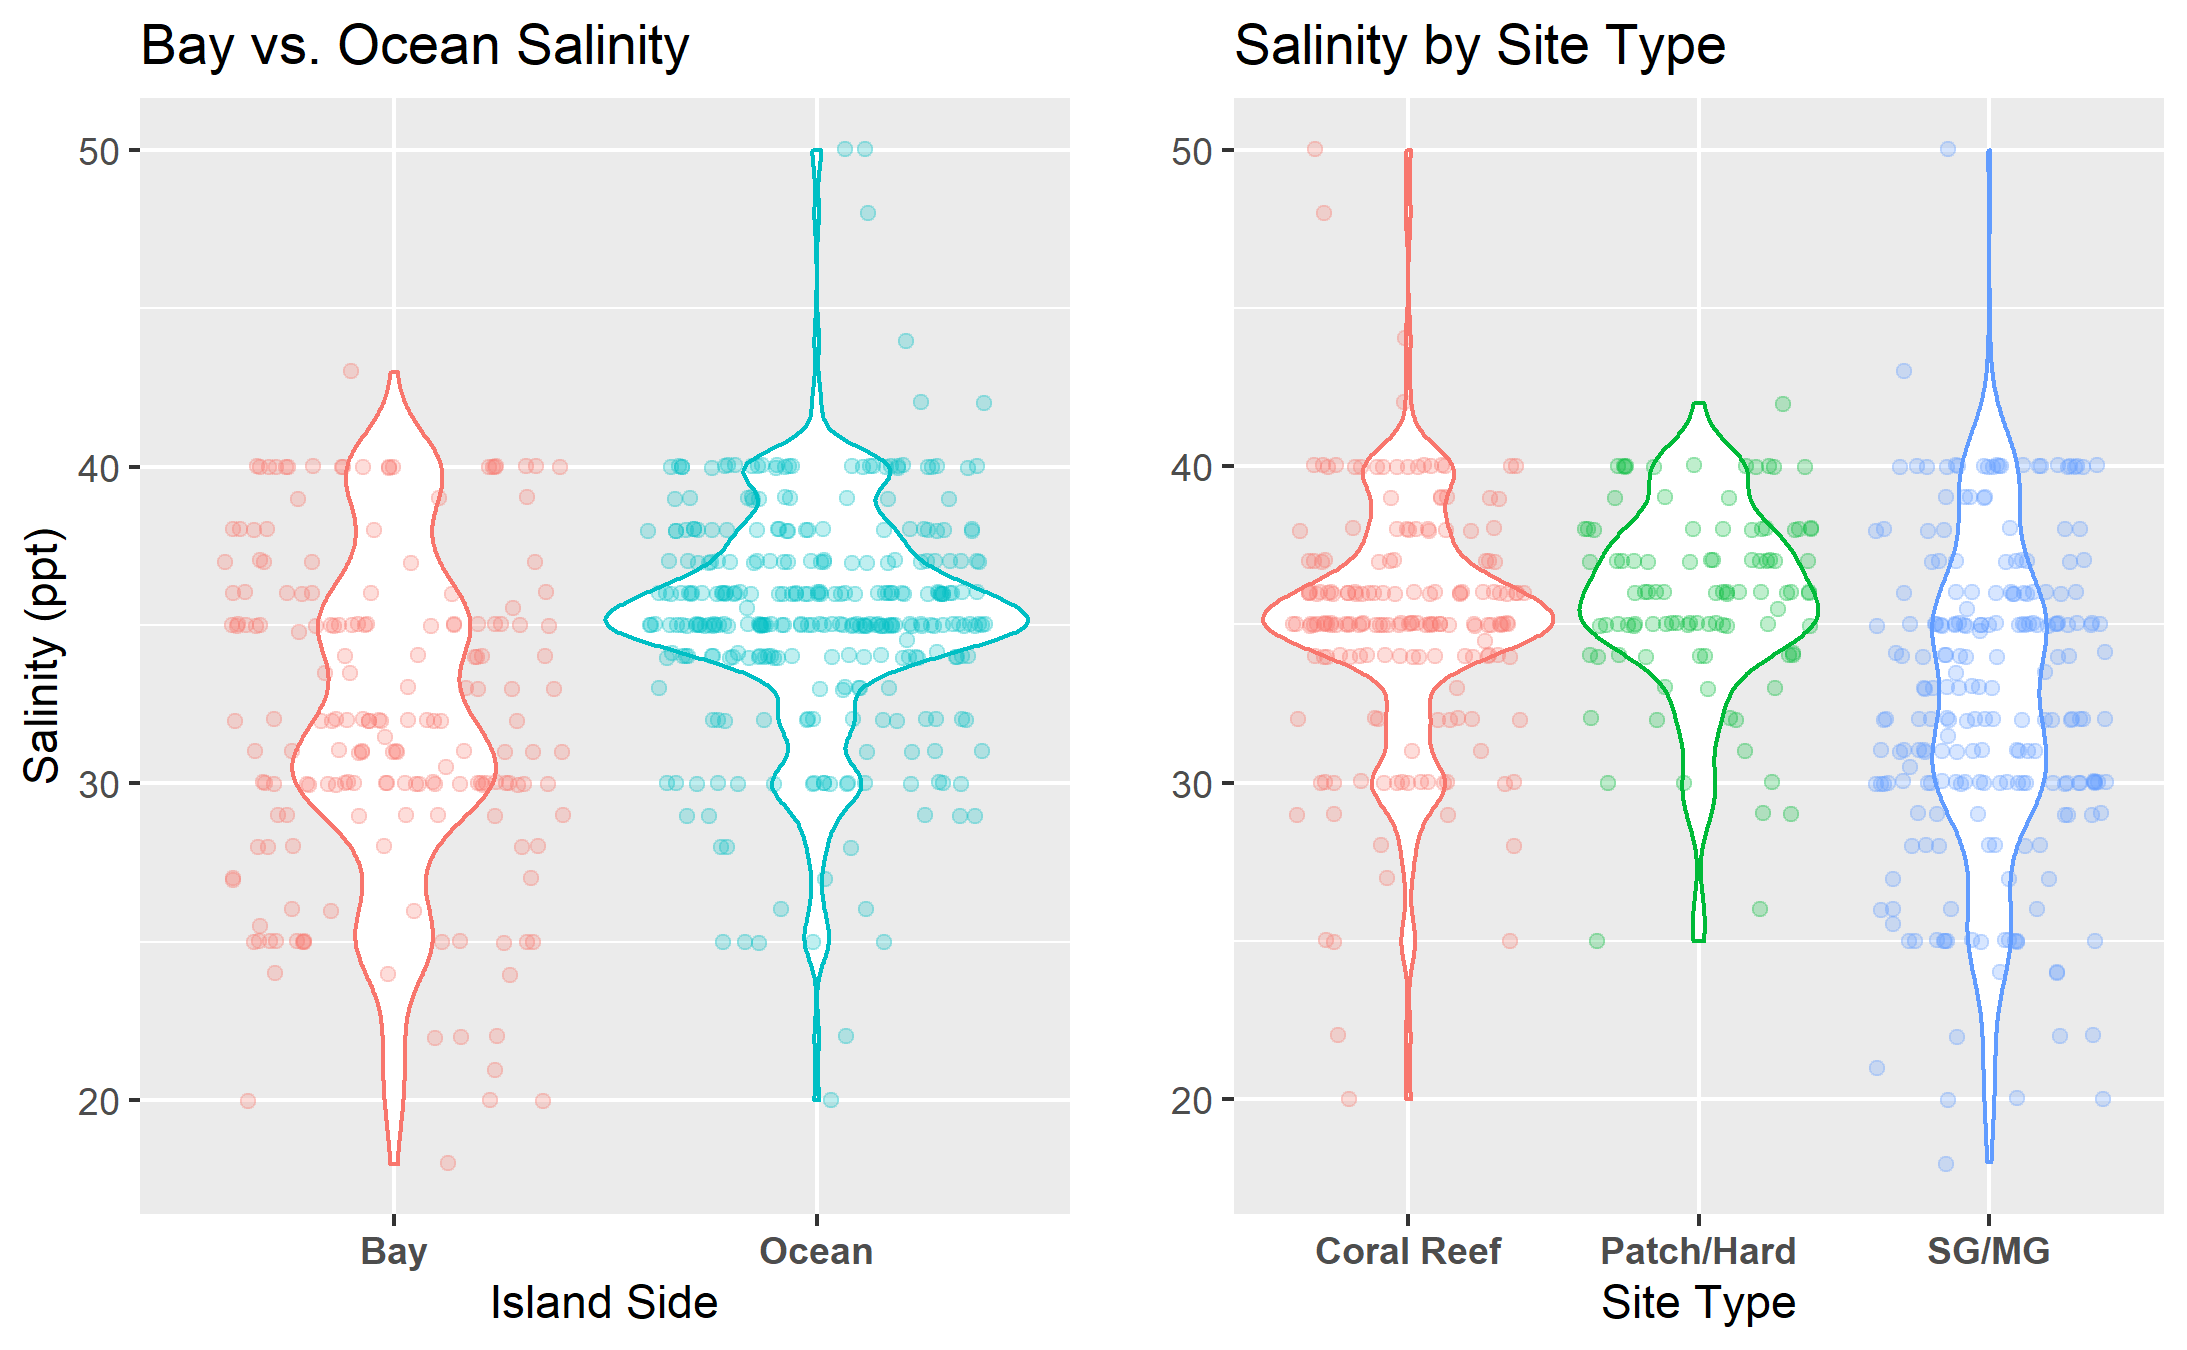 Bay vs. Ocean Salinity
Salinity (ppt)
50
40
30
20
Bay
Ocean
Island Side
Salinity by Site Type
50
40
30
20
Coral Reef
Patch/Hard
SG/MG
Site Type